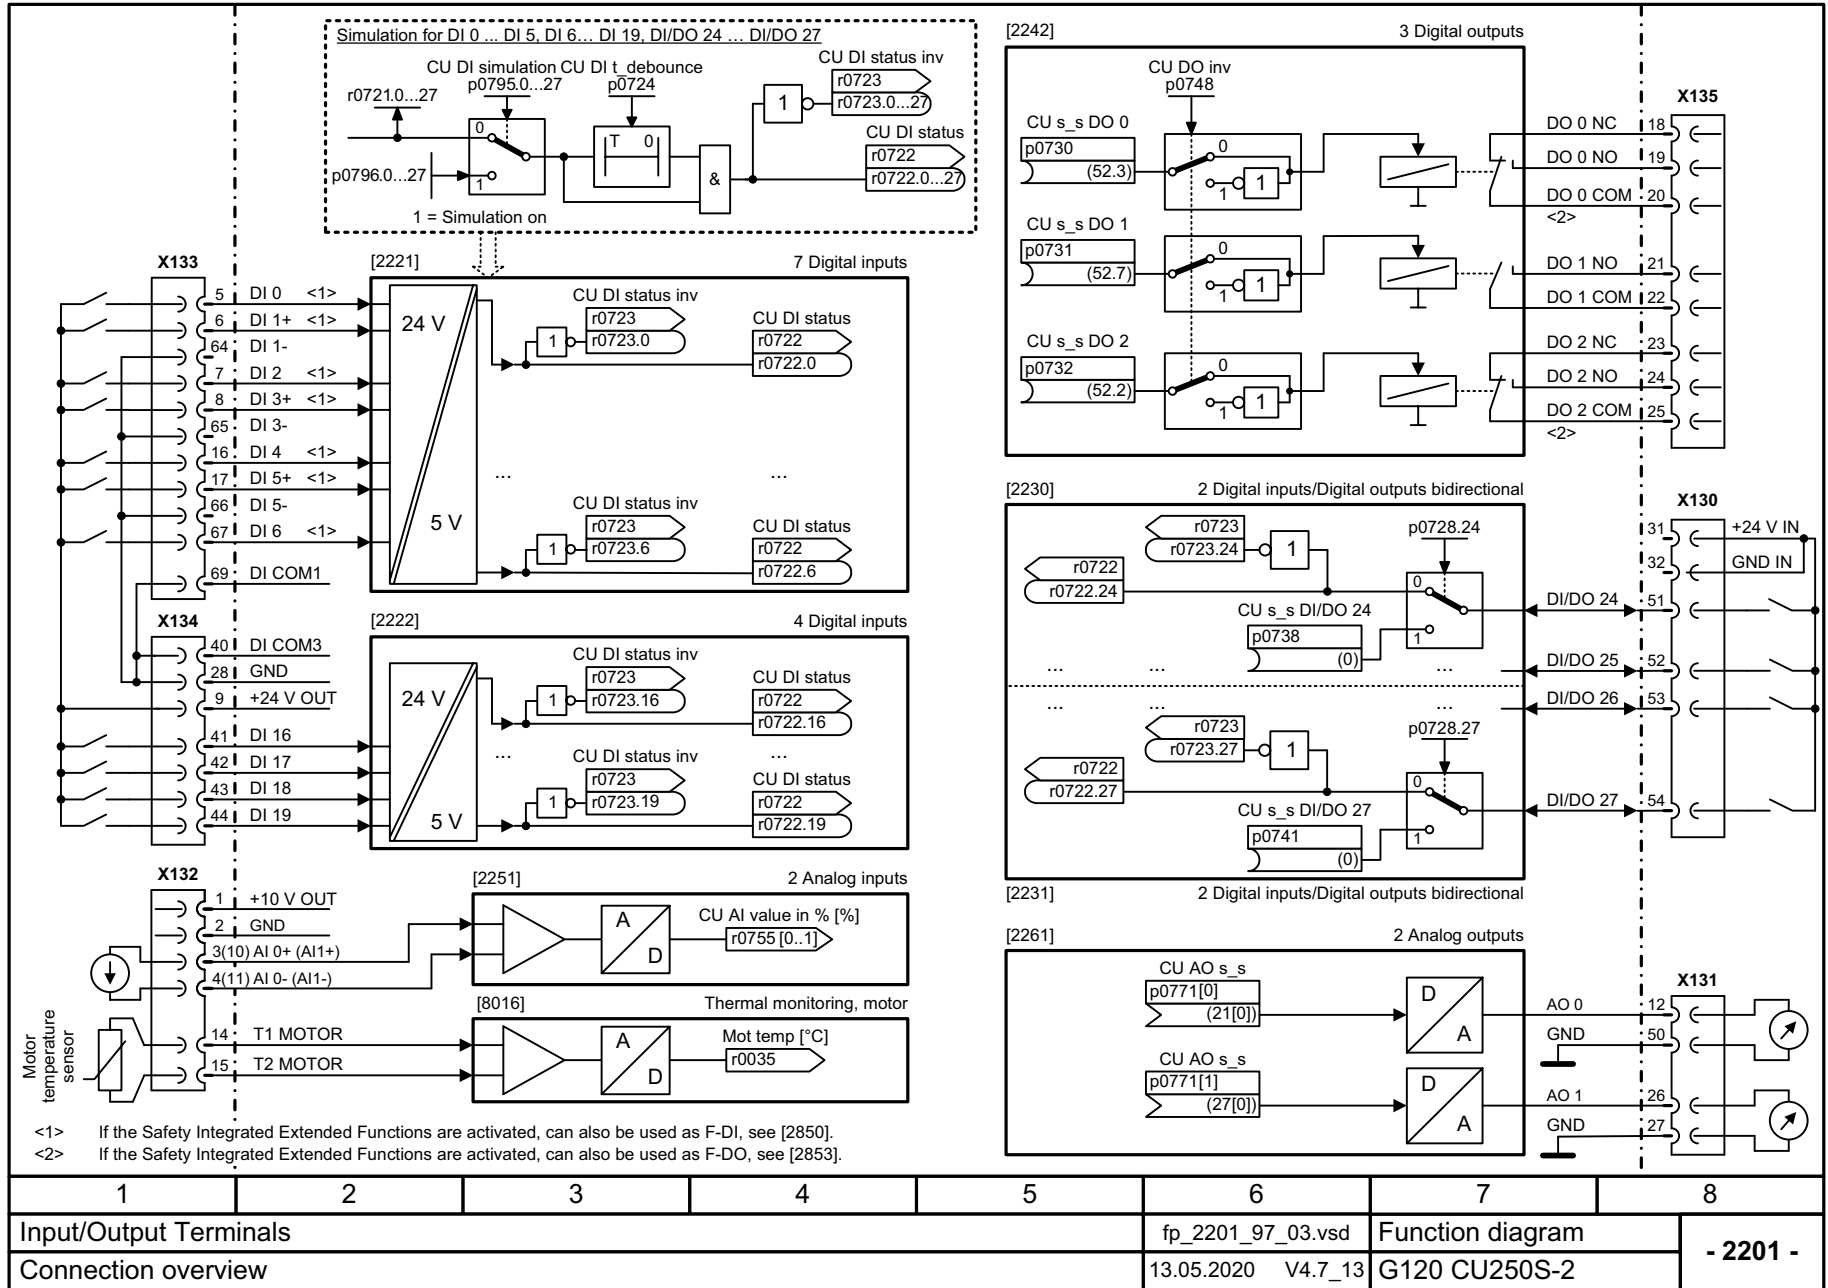 Simulation for DI 0 ... DI 5, DI 6… DI 19, DI/DO 24 … DI/DO 27
CU DI simulation
p0795.0...27
CU DI t_debounce
p0724
CU DI status inv
r0723
r0723.0...27
r0721.0...27
0
1
T 0
&
1
CU DI status
r0722
r0722.0...27
p0796.0...27
1 = Simulation on
X133
5 DI 0 <1>
6 DI 1+ <1>
64 DI 1-
7 DI 2 <1>
8 DI 3+ <1>
65 DI 3-
16 DI 4 <1>
17 DI 5+ <1>
66 DI 5-
67 DI 6 <1>
69 DI COM1
[2221] 7 Digital inputs
24 V
5 V
CU DI status inv
r0723
1
r0723.0
CU DI status
r0722
r0722.0
... ...
CU DI status inv
r0723
1
r0723.6
CU DI status
r0722
r0722.6
X134
40 DI COM3
28 GND
9 +24 V OUT
41 DI 16
42 DI 17
43 DI 18
44 DI 19
[2222] 4 Digital inputs
24 V
5 V
CU DI status inv
r0723
1
r0723.16
CU DI status
r0722
r0722.16
... ...
CU DI status inv
r0723
1
r0723.19
CU DI status
r0722
r0722.19
X132
1 +10 V OUT
2 GND
3(10) AI 0+ (AI1+)
4(11) AI 0- (AI1-)
14 T1 MOTOR
15 T2 MOTOR
Motor
temperature
sensor
[2251] 2 Analog inputs
A
D
CU AI value in % [%]
r0755 [0..1]
[8016] Thermal monitoring, motor
A
D
Mot temp [°C]
r0035
<1> If the Safety Integrated Extended Functions are activated, can also be used as F-DI, see [2850].
<2> If the Safety Integrated Extended Functions are activated, can also be used as F-DO, see [2853].
[2242] 3 Digital outputs
CU DO inv
p0748
CU s_s DO 0
p0730
(52.3)
0
1
1
CU s_s DO 1
p0731
(52.7)
0
1
1
CU s_s DO 2
p0732
(52.2)
0
1
1
X135
DO 0 NC 18
DO 0 NO 19
DO 0 COM 20
<2>
DO 1 NO 21
DO 1 COM 22
DO 2 NC 23
DO 2 NO 24
DO 2 COM 25
<2>
[2230] 2 Digital inputs/Digital outputs bidirectional
r0723
r0723.24
1
p0728.24
r0722
r0722.24
0
1
CU s_s DI/DO 24
p0738
(0)
... ... ...
... ... ...
r0723
r0723.27
1
p0728.27
r0722
r0722.27
0
1
CU s_s DI/DO 27
p0741
(0)
[2231] 2 Digital inputs/Digital outputs bidirectional
X130
31 +24 V IN
32 GND IN
DI/DO 24 51
DI/DO 25 52
DI/DO 26 53
DI/DO 27 54
[2261] 2 Analog outputs
CU AO s_s
p0771[0]
(21[0])
D
A
CU AO s_s
p0771[1]
(27[0])
D
A
X131
AO 0 12
GND 50
AO 1 26
GND 27
1 2 3 4 5 6 7 8
Input/Output Terminals
fp_2201_97_03.vsd
Function diagram
- 2201 -
Connection overview
13.05.2020 V4.7_13
G120 CU250S-2